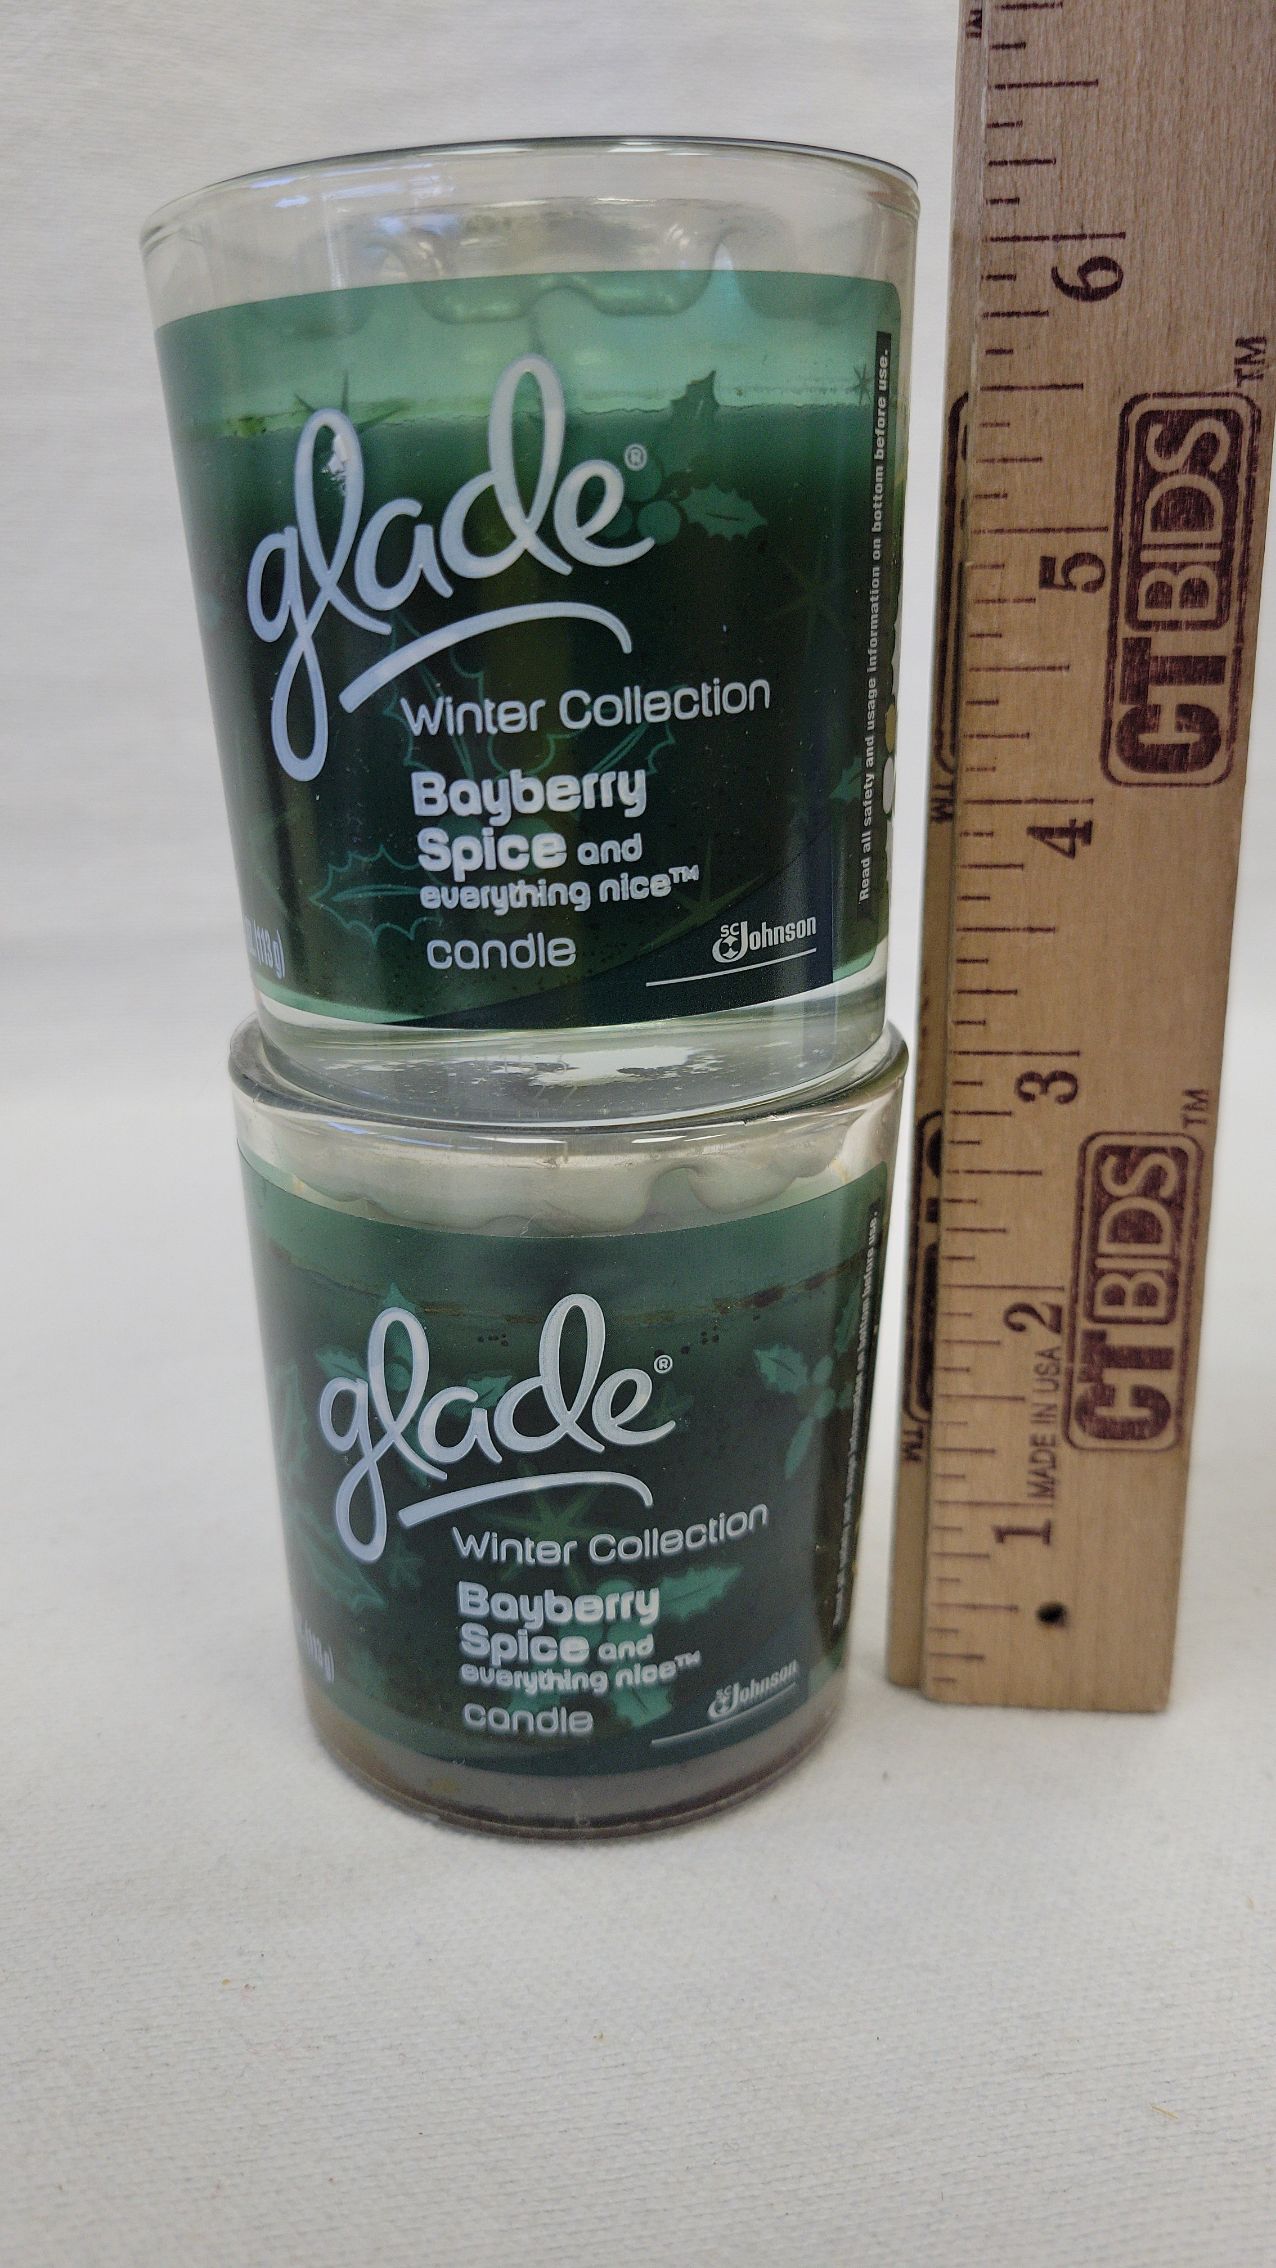 glade®
Winter Collection
Bayberry
Spice and
everything nice™
candle
SC Johnson
(113g)
Read all safety and usage information on bottom before use.
glade®
Winter Collection
Bayberry
Spice and
everything nice™
candle
SC Johnson
(113g)
6
5
4
3
2
1
MADE IN USA
CTBIDS™
CTBIDS™